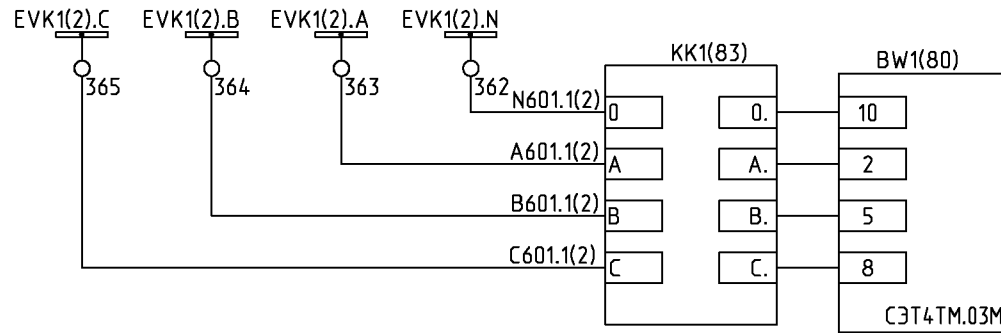 EVK1(2).C EVK1(2).B EVK1(2).A EVK1(2).N
KK1(83) BW1(80)
365 364 363 362
N601.1(2) 0 0. 10
A601.1(2) A A. 2
B601.1(2) B B. 5
C601.1(2) C C. 8
СЭТ4ТМ.03М